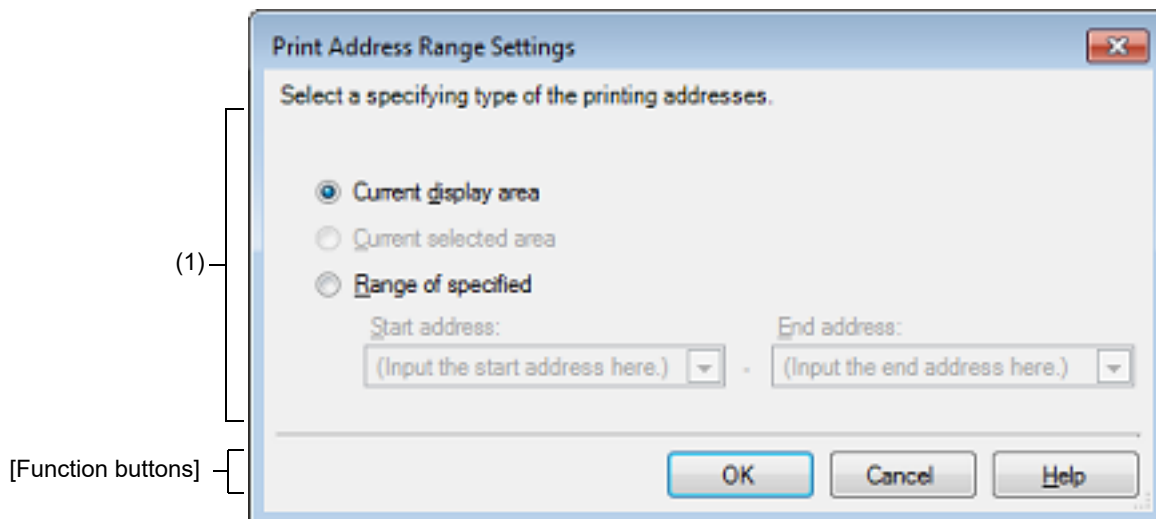 Print Address Range Settings
Select a specifying type of the printing addresses.
Current display area
Current selected area
(1)
Range of specified
Start address: End address:
(Input the start address here.) - (Input the end address here.)
[Function buttons]
OK Cancel Help